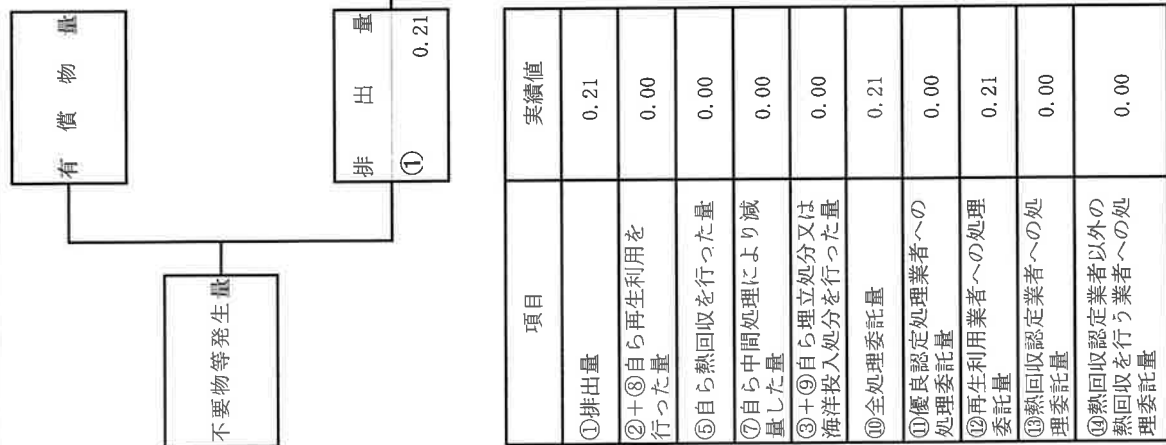 有償物量
不要物等発生量
排出量
① 0.21
項目 実績値
①排出量 0.21
②+⑧自ら再生利用を
行った量 0.00
⑤自ら熱回収を行った量 0.00
⑦自ら中間処理により減
量した量 0.00
③+⑨自ら埋立処分又は
海洋投入処分を行った量 0.00
⑩全処理委託量 0.21
⑪優良認定処理業者への
処理委託量 0.00
⑫再生利用業者への処理
委託量 0.21
⑬熱回収認定業者への処
理委託量 0.00
⑭熱回収認定業者以外の
熱回収を行う業者への処
理委託量 0.00